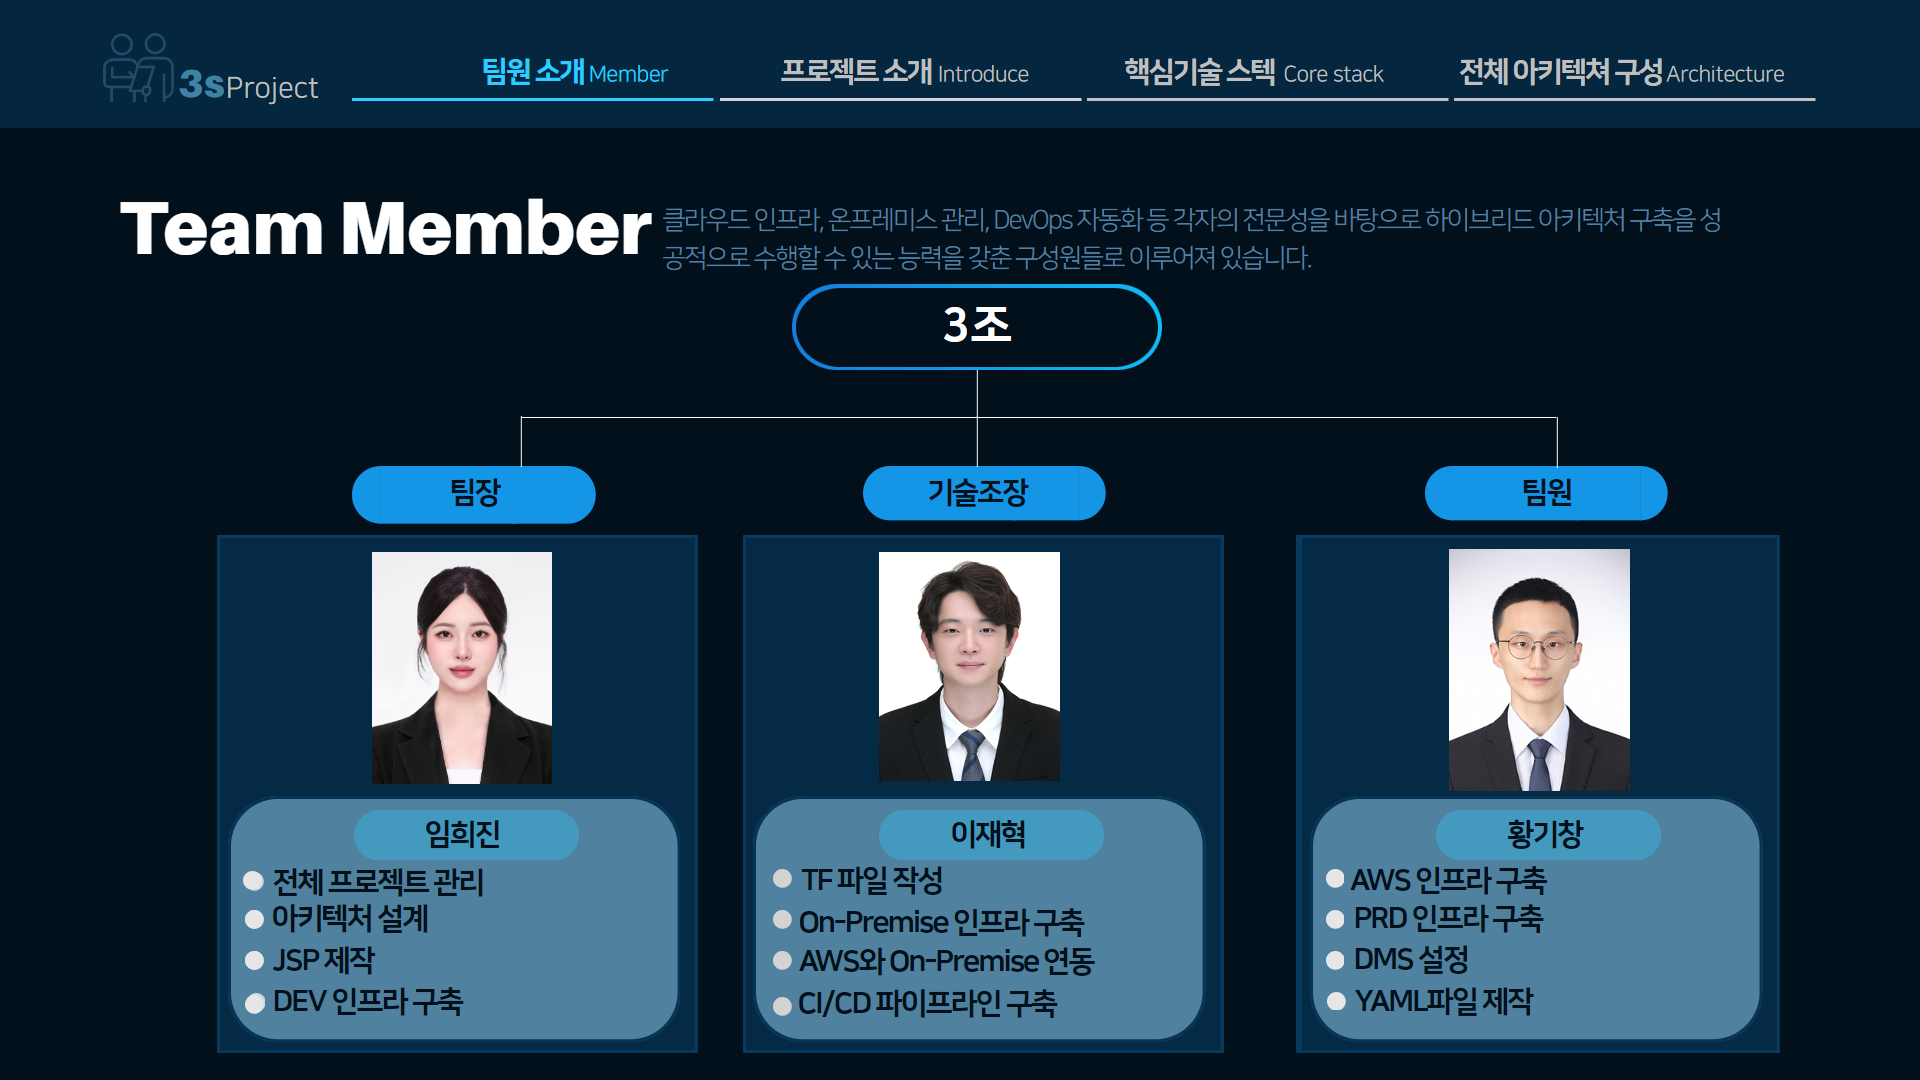 3sProject
팀원 소개 Member
프로젝트 소개 Introduce
핵심기술 스텍 Core stack
전체 아키텍쳐 구성 Architecture
Team Member
클라우드 인프라, 온프레미스 관리, DevOps 자동화 등 각자의 전문성을 바탕으로 하이브리드 아키텍처 구축을 성
공적으로 수행할 수 있는 능력을 갖춘 구성원들로 이루어져 있습니다.
3조
팀장
기술조장
팀원
임희진
전체 프로젝트 관리
아키텍처 설계
JSP 제작
DEV 인프라 구축
이재혁
TF 파일 작성
On-Premise 인프라 구축
AWS와 On-Premise 연동
CI/CD 파이프라인 구축
황기창
AWS 인프라 구축
PRD 인프라 구축
DMS 설정
YAML파일 제작